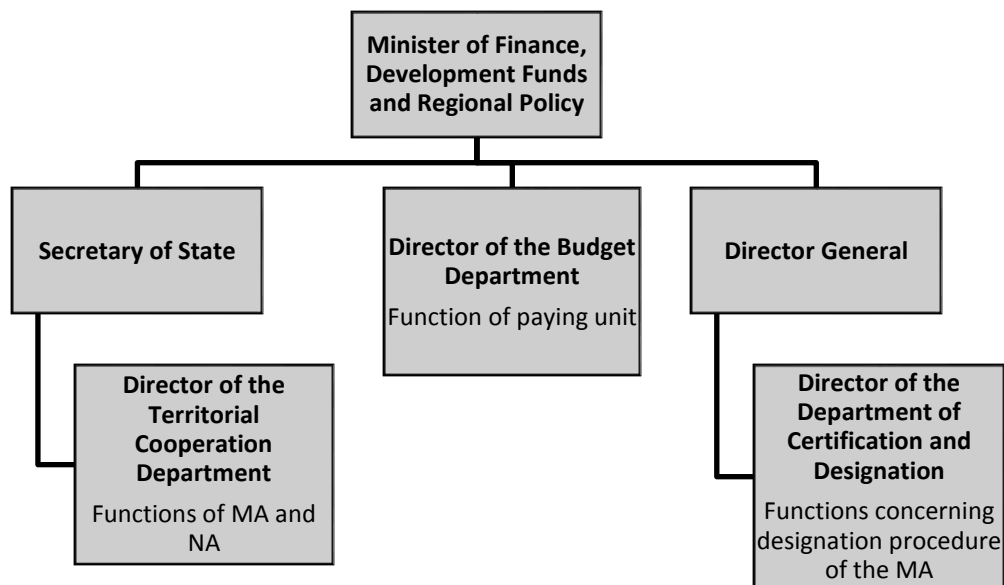 Minister of Finance,
Development Funds
and Regional Policy
Secretary of State
Director of the Budget
Department
Function of paying unit
Director General
Director of the
Territorial
Cooperation
Department
Functions of MA and
NA
Director of the
Department of
Certification and
Designation
Functions concerning
designation procedure
of the MA